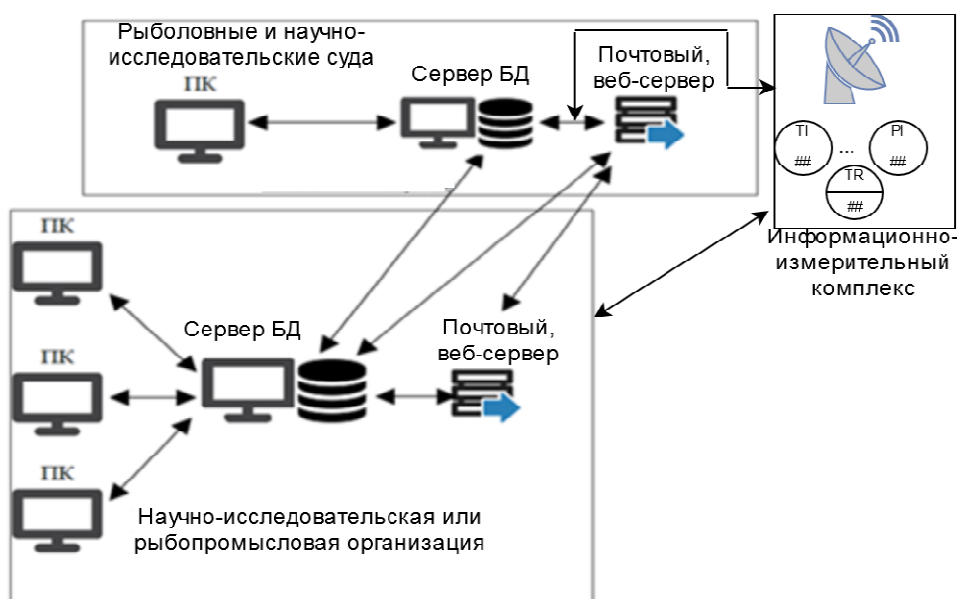 Рыболовные и научно-
исследовательские суда
ПК
Сервер БД
Почтовый,
веб-сервер
TI
##
...
PI
##
TR
##
Информационно-
измерительный
комплекс
ПК
ПК
ПК
Сервер БД
Почтовый,
веб-сервер
Научно-исследовательская или
рыбопромысловая организация